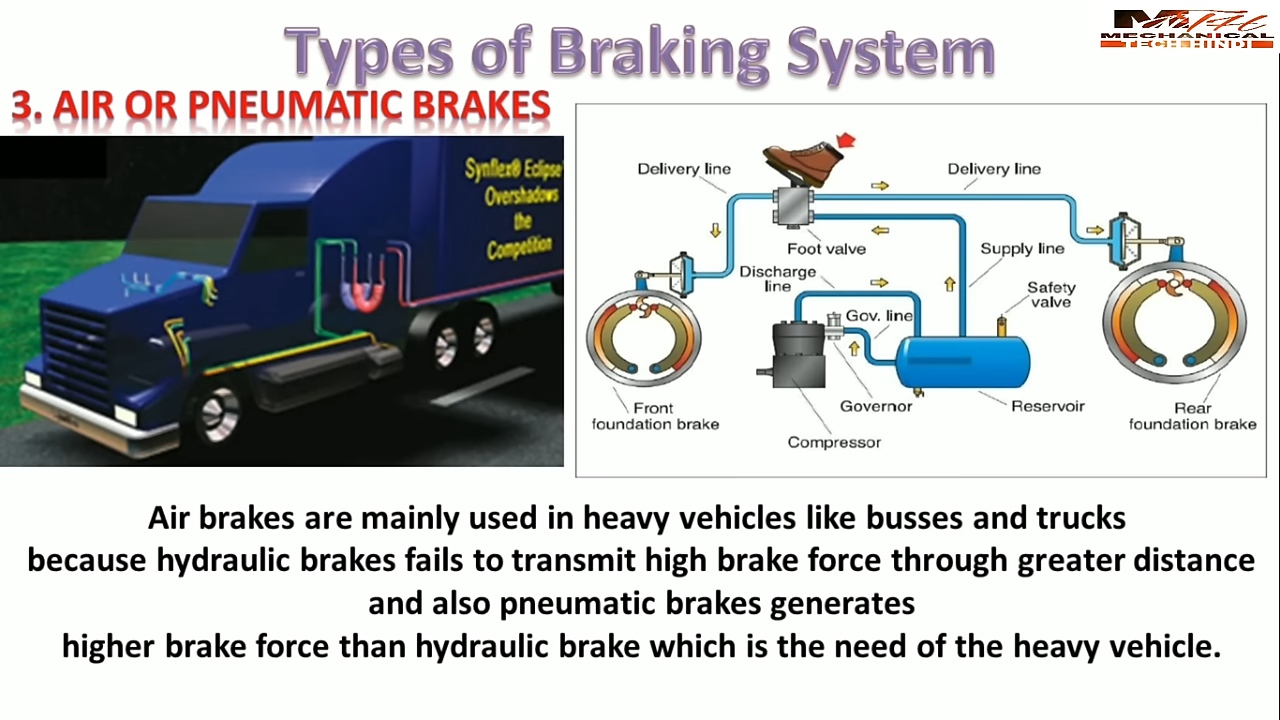 Types of Braking System
MECHANICAL
TECH HINDI
3. AIR OR PNEUMATIC BRAKES
Synflex® Eclipse
Overshadows
the
Competition
Delivery line
Delivery line
Foot valve
Supply line
Discharge
line
Safety
valve
Gov. line
Front
foundation brake
Governor
Reservoir
Rear
foundation brake
Compressor
Air brakes are mainly used in heavy vehicles like busses and trucks
because hydraulic brakes fails to transmit high brake force through greater distance
and also pneumatic brakes generates
higher brake force than hydraulic brake which is the need of the heavy vehicle.